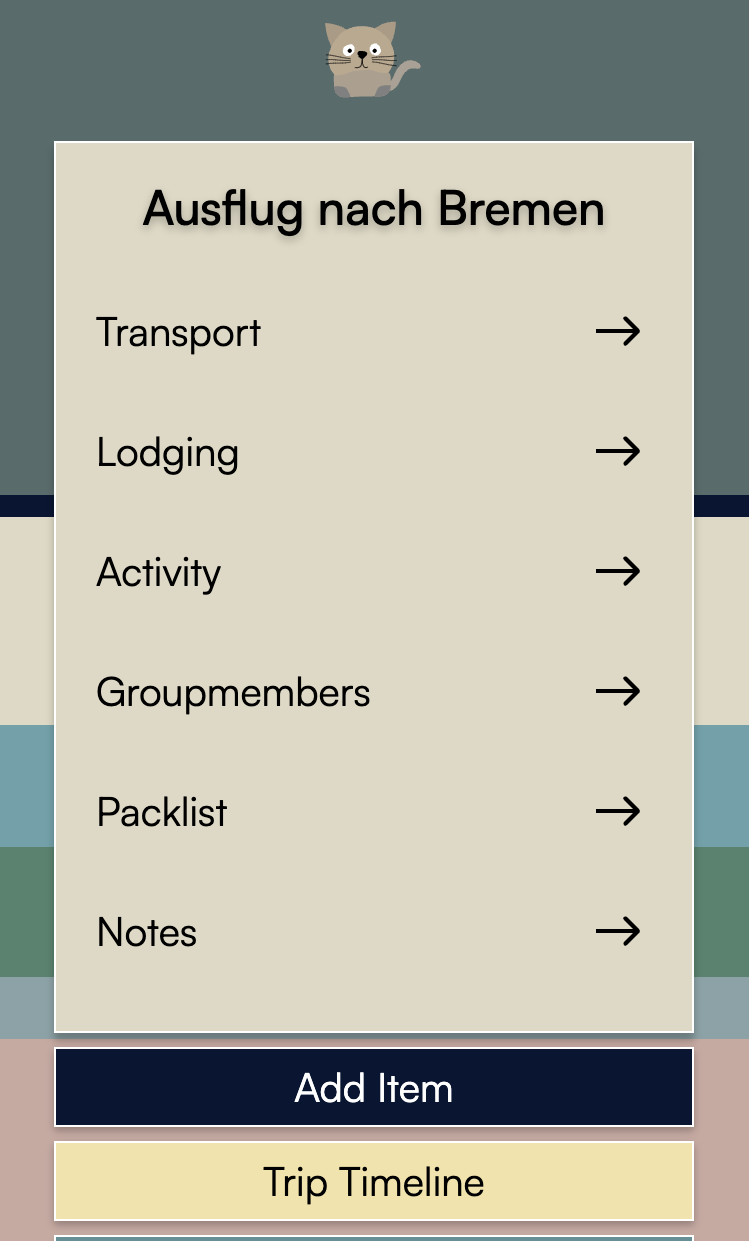 Ausflug nach Bremen
Transport
Lodging
Activity
Groupmembers
Packlist
Notes
Add Item
Trip Timeline